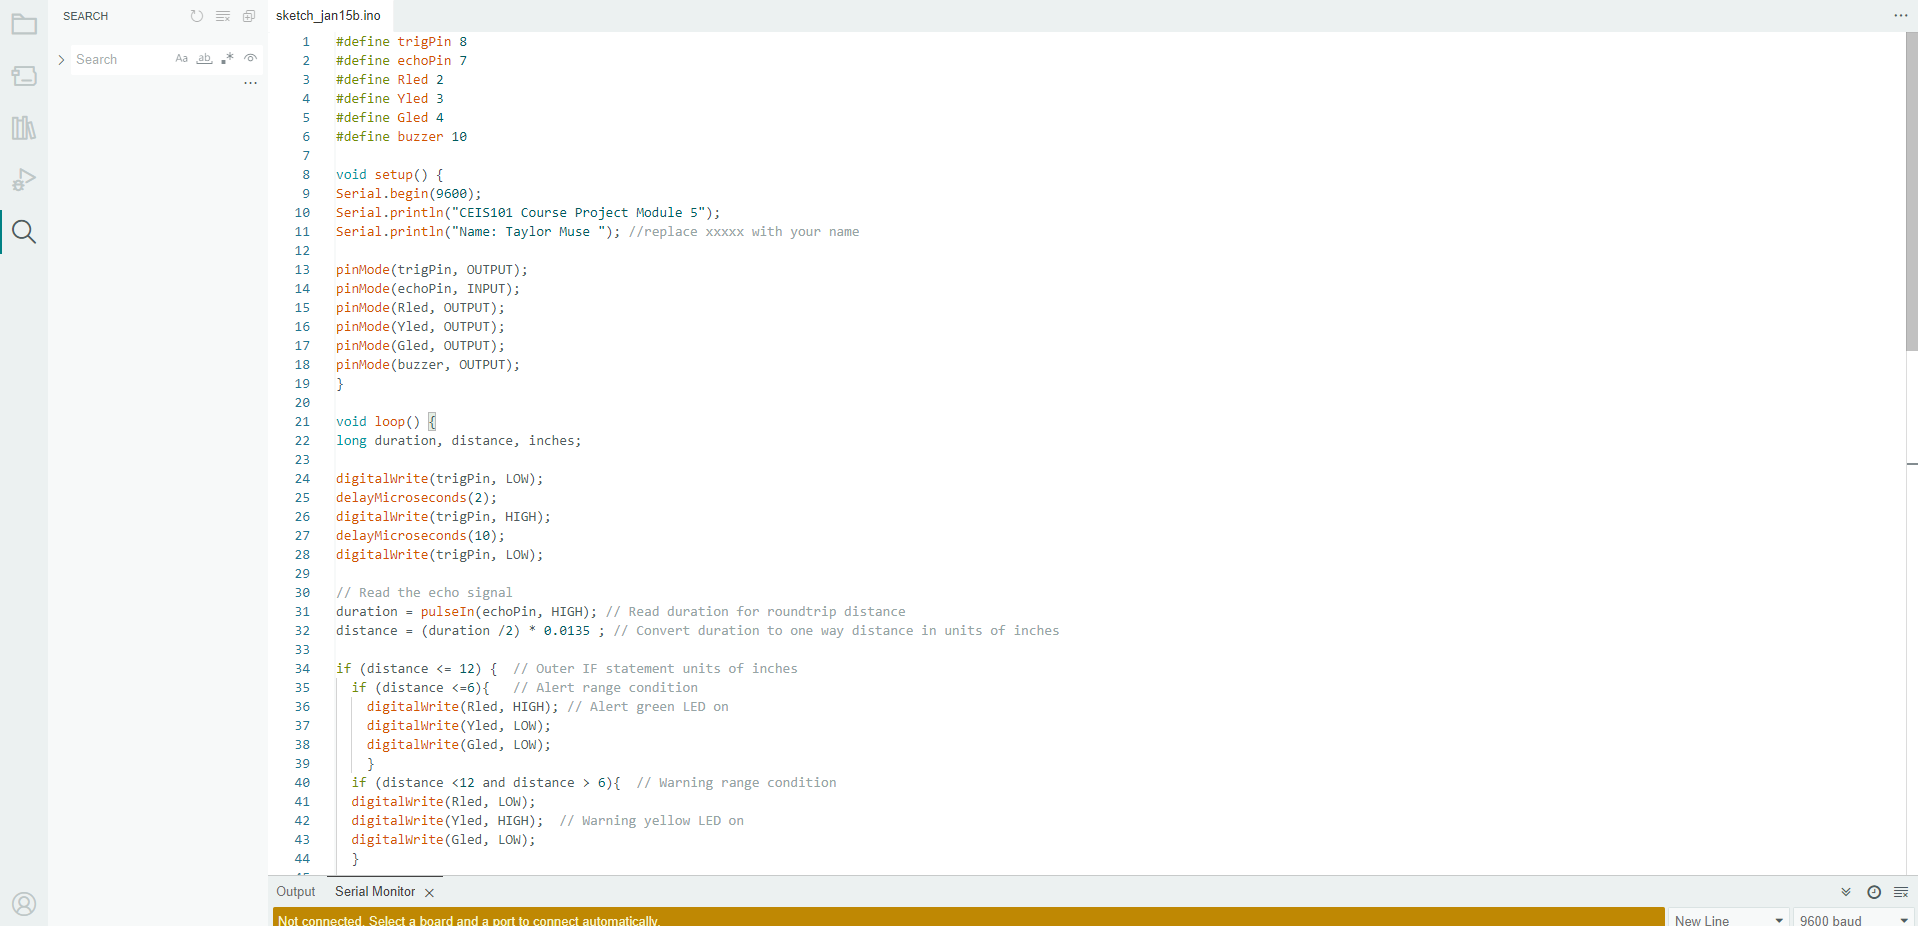 SEARCH
Search
Aa
ab
.*
...
sketch_jan15b.ino
...
1 #define trigPin 8
2 #define echoPin 7
3 #define Rled 2
4 #define Yled 3
5 #define Gled 4
6 #define buzzer 10
7
8 void setup() {
9 Serial.begin(9600);
10 Serial.println("CEIS101 Course Project Module 5");
11 Serial.println("Name: Taylor Muse "); //replace xxxxx with your name
12
13 pinMode(trigPin, OUTPUT);
14 pinMode(echoPin, INPUT);
15 pinMode(Rled, OUTPUT);
16 pinMode(Yled, OUTPUT);
17 pinMode(Gled, OUTPUT);
18 pinMode(buzzer, OUTPUT);
19 }
20
21 void loop() {
22 long duration, distance, inches;
23
24 digitalWrite(trigPin, LOW);
25 delayMicroseconds(2);
26 digitalWrite(trigPin, HIGH);
27 delayMicroseconds(10);
28 digitalWrite(trigPin, LOW);
29
30 // Read the echo signal
31 duration = pulseIn(echoPin, HIGH); // Read duration for roundtrip distance
32 distance = (duration /2) * 0.0135 ; // Convert duration to one way distance in units of inches
33
34 if (distance <= 12) {  // Outer IF statement units of inches
35 if (distance <=6){   // Alert range condition
36 digitalWrite(Rled, HIGH); // Alert green LED on
37 digitalWrite(Yled, LOW);
38 digitalWrite(Gled, LOW);
39 }
40 if (distance <12 and distance > 6){  // Warning range condition
41 digitalWrite(Rled, LOW);
42 digitalWrite(Yled, HIGH);  // Warning yellow LED on
43 digitalWrite(Gled, LOW);
44 }
Output Serial Monitor
Not connected. Select a board and a port to connect automatically.
New Line
9600 baud